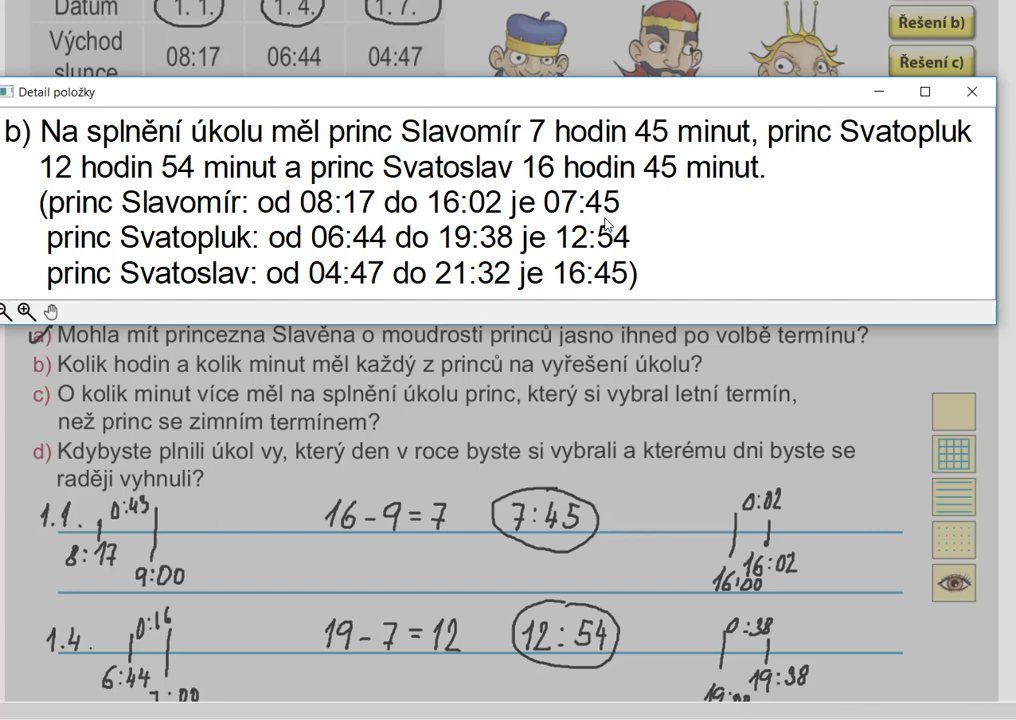 Datum 1. 1. 1. 4. 1. 7.
Řešení b)
Východ
slunce 08:17 06:44 04:47
Řešení c)
Detail položky
b) Na splnění úkolu měl princ Slavomír 7 hodin 45 minut, princ Svatopluk
12 hodin 54 minut a princ Svatoslav 16 hodin 45 minut.
(princ Slavomír: od 08:17 do 16:02 je 07:45
princ Svatopluk: od 06:44 do 19:38 je 12:54
princ Svatoslav: od 04:47 do 21:32 je 16:45)
a) Mohla mít princezna Slavěna o moudrosti princů jasno ihned po volbě termínu?
b) Kolik hodin a kolik minut měl každý z princů na vyřešení úkolu?
c) O kolik minut více měl na splnění úkolu princ, který si vybral letní termín,
než princ se zimním termínem?
d) Kdybyste plnili úkol vy, který den v roce byste si vybrali a kterému dni byste se
raději vyhnuli?
1.1. 0:43 16 - 9 = 7 7:45 0:02
8:17 9:00 16:00 16:02
1.4. 0:16 19 - 7 = 12 12:54 0:38
6:44 7:00 19:00 19:38